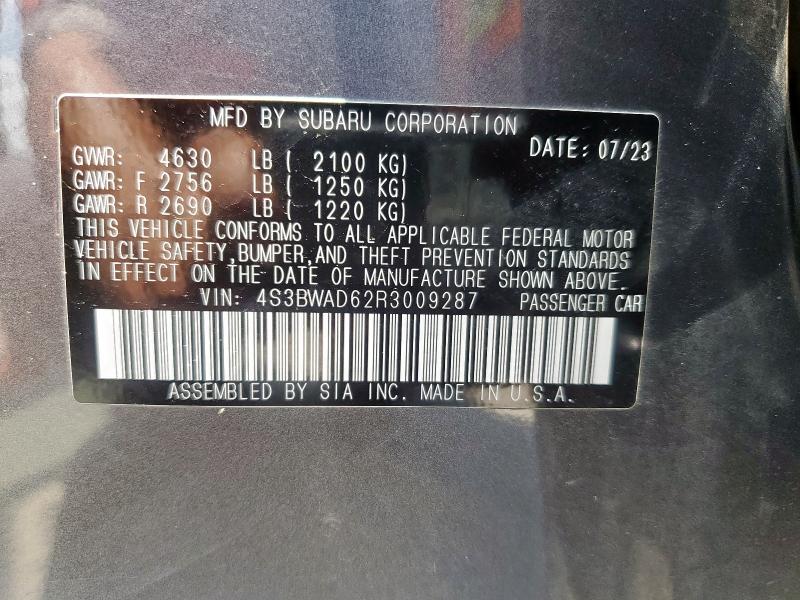 MFD BY SUBARU CORPORATION
DATE: 07/23
GVWR: 4630 LB ( 2100 KG)
GAWR: F 2756 LB ( 1250 KG)
GAWR: R 2690 LB ( 1220 KG)
THIS VEHICLE CONFORMS TO ALL APPLICABLE FEDERAL MOTOR
VEHICLE SAFETY, BUMPER, AND THEFT PREVENTION STANDARDS
IN EFFECT ON THE DATE OF MANUFACTURE SHOWN ABOVE.
VIN: 4S3BWAD62R3009287 PASSENGER CAR
ASSEMBLED BY SIA INC. MADE IN U.S.A.